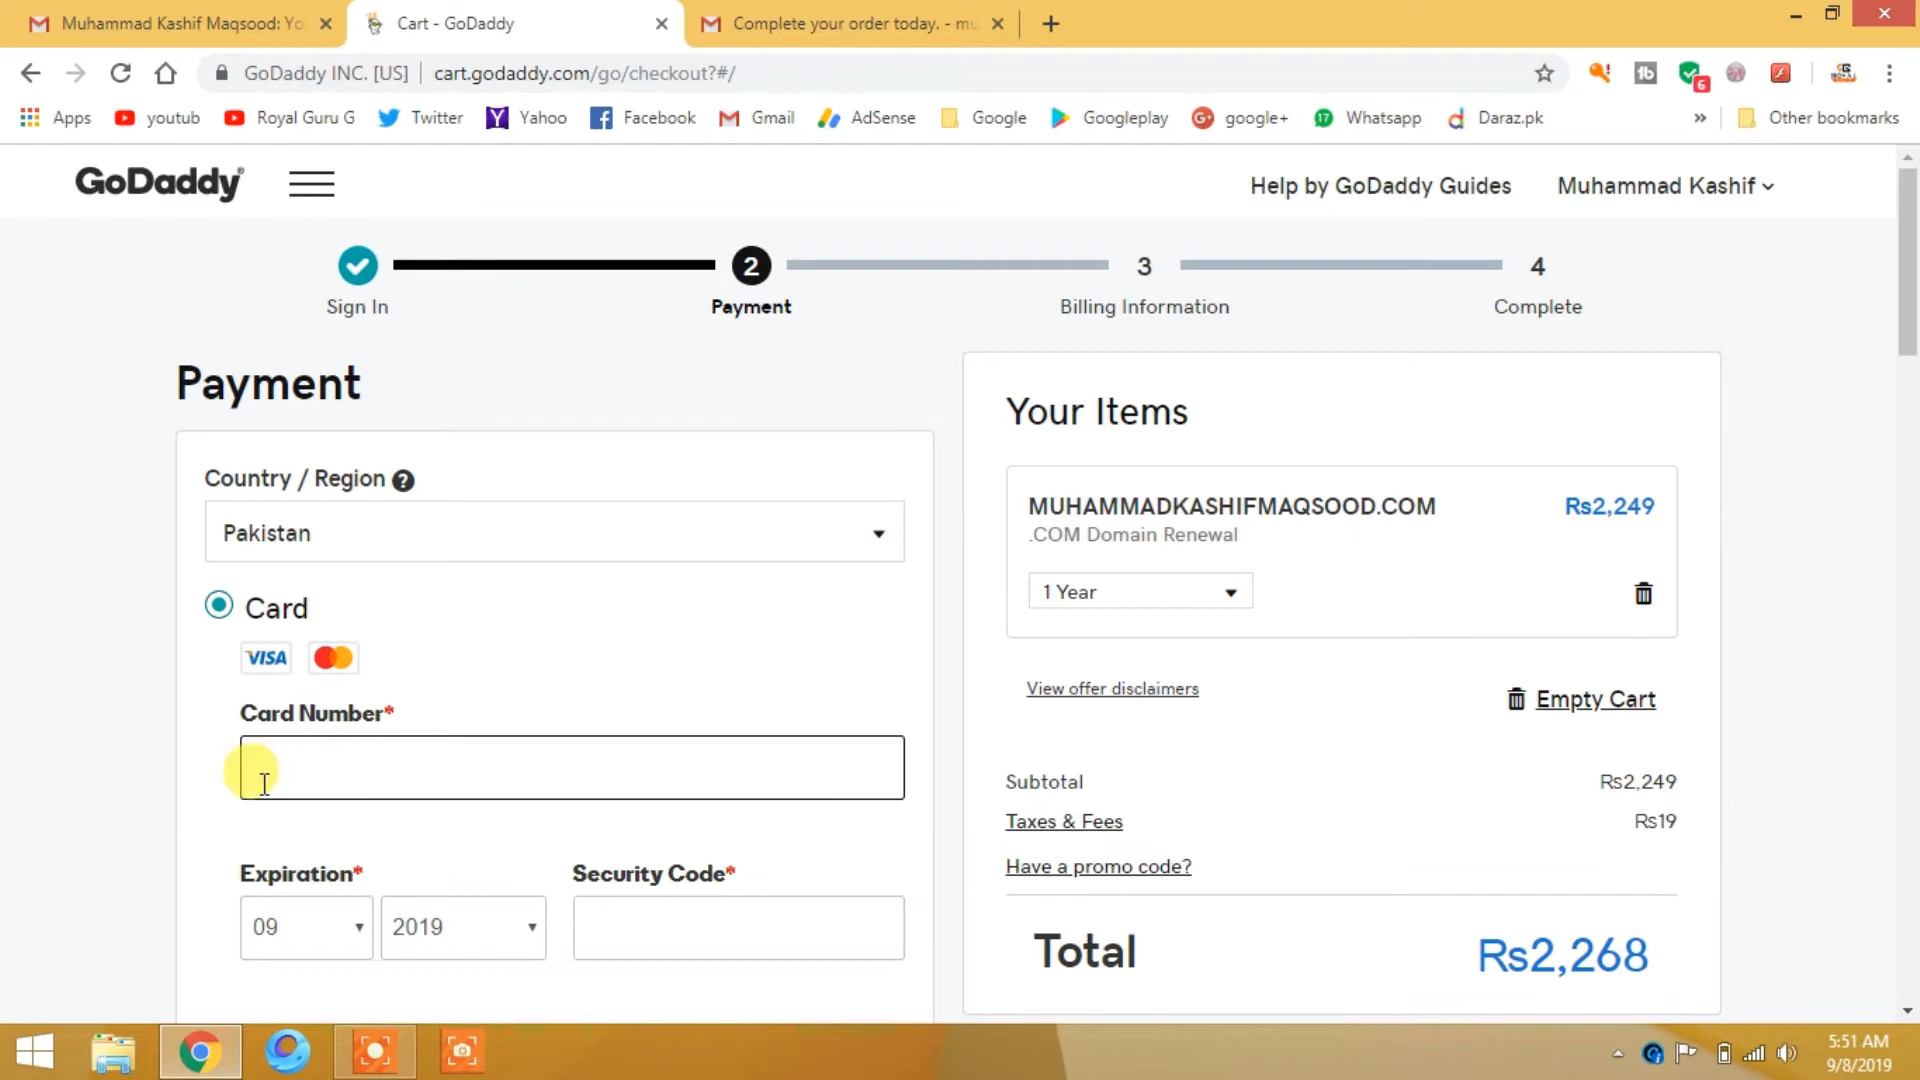 Muhammad Kashif Maqsood: Yo
Cart - GoDaddy
Complete your order today. - mu
GoDaddy INC. [US] | cart.godaddy.com/go/checkout?#/
6
Apps
youtub
Royal Guru G
Twitter
Yahoo
Facebook
Gmail
AdSense
Google
Googleplay
google+
17
Whatsapp
Daraz.pk
»
Other bookmarks
GoDaddy
Help by GoDaddy Guides
Muhammad Kashif
2
3
4
Sign In
Payment
Billing Information
Complete
Payment
Country / Region ?
Pakistan
Card
VISA
Card Number*
Expiration*
Security Code*
09
2019
Your Items
MUHAMMADKASHIFMAQSOOD.COM
Rs2,249
.COM Domain Renewal
1 Year
View offer disclaimers
Empty Cart
Subtotal
Rs2,249
Taxes & Fees
Rs19
Have a promo code?
Total
Rs2,268
5:51 AM
9/8/2019